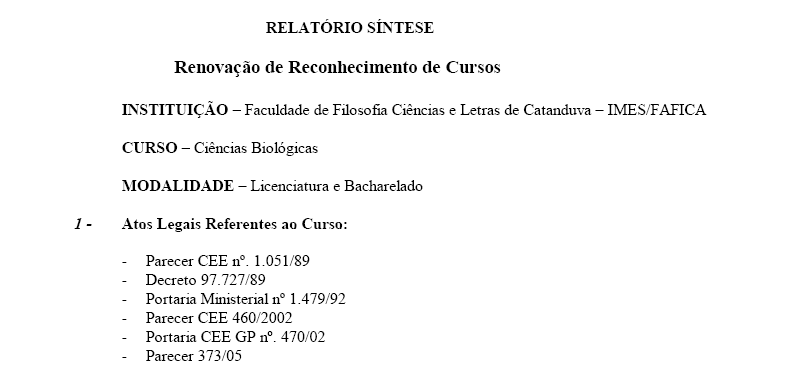 RELATÓRIO SÍNTESE
Renovação de Reconhecimento de Cursos
INSTITUIÇÃO – Faculdade de Filosofia Ciências e Letras de Catanduva – IMES/FAFICA
CURSO – Ciências Biológicas
MODALIDADE – Licenciatura e Bacharelado
1 - Atos Legais Referentes ao Curso:
- Parecer CEE nº. 1.051/89
- Decreto 97.727/89
- Portaria Ministerial nº 1.479/92
- Parecer CEE 460/2002
- Portaria CEE GP nº. 470/02
- Parecer 373/05